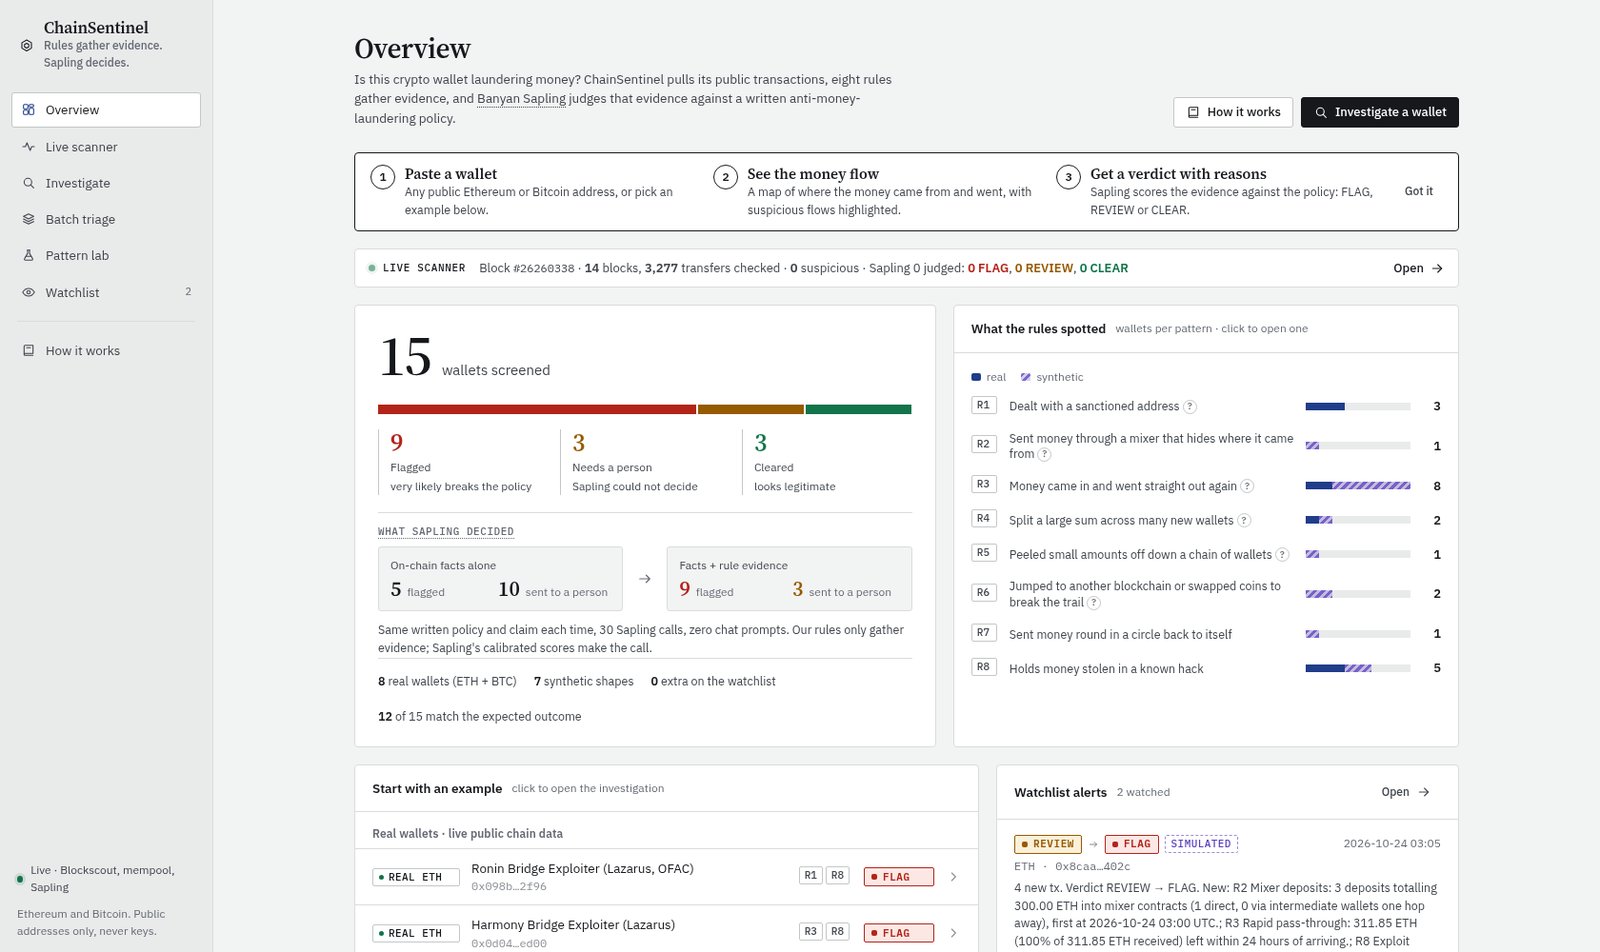 ChainSentinel
Rules gather evidence.
Sapling decides.
Overview
Live scanner
Investigate
Batch triage
Pattern lab
Watchlist 2
How it works
Live · Blockscout, mempool,
Sapling
Ethereum and Bitcoin. Public
addresses only, never keys.
Overview
Is this crypto wallet laundering money? ChainSentinel pulls its public transactions, eight rules
gather evidence, and Banyan Sapling judges that evidence against a written anti-money-
laundering policy.
How it works
Investigate a wallet
1 Paste a wallet
Any public Ethereum or Bitcoin address, or pick an
example below.
2 See the money flow
A map of where the money came from and went, with
suspicious flows highlighted.
3 Get a verdict with reasons
Sapling scores the evidence against the policy: FLAG,
REVIEW or CLEAR.
Got it
LIVE SCANNER Block #26260338 · 14 blocks, 3,277 transfers checked · 0 suspicious · Sapling 0 judged: 0 FLAG, 0 REVIEW, 0 CLEAR Open →
15 wallets screened
9
Flagged
very likely breaks the policy
3
Needs a person
Sapling could not decide
3
Cleared
looks legitimate
WHAT SAPLING DECIDED
On-chain facts alone
5 flagged 10 sent to a person
→
Facts + rule evidence
9 flagged 3 sent to a person
Same written policy and claim each time, 30 Sapling calls, zero chat prompts. Our rules only gather
evidence; Sapling's calibrated scores make the call.
8 real wallets (ETH + BTC) 7 synthetic shapes 0 extra on the watchlist
12 of 15 match the expected outcome
What the rules spotted wallets per pattern · click to open one
real synthetic
R1 Dealt with a sanctioned address ? 3
R2 Sent money through a mixer that hides where it came
from ? 1
R3 Money came in and went straight out again ? 8
R4 Split a large sum across many new wallets ? 2
R5 Peeled small amounts off down a chain of wallets ? 1
R6 Jumped to another blockchain or swapped coins to
break the trail ? 2
R7 Sent money round in a circle back to itself 1
R8 Holds money stolen in a known hack 5
Start with an example click to open the investigation
Real wallets · live public chain data
REAL ETH Ronin Bridge Exploiter (Lazarus, OFAC) R1 R8 FLAG
0x098b…2f96
REAL ETH Harmony Bridge Exploiter (Lazarus) R3 R8 FLAG
0x0d04…ed00
Watchlist alerts 2 watched Open →
REVIEW → FLAG SIMULATED 2026-10-24 03:05
ETH · 0x8caa…402c
4 new tx. Verdict REVIEW → FLAG. New: R2 Mixer deposits: 3 deposits totalling
300.00 ETH into mixer contracts (1 direct, 0 via intermediate wallets one hop
away), first at 2026-10-24 03:00 UTC.; R3 Rapid pass-through: 311.85 ETH
(100% of 311.85 ETH received) left within 24 hours of arriving.; R8 Exploit